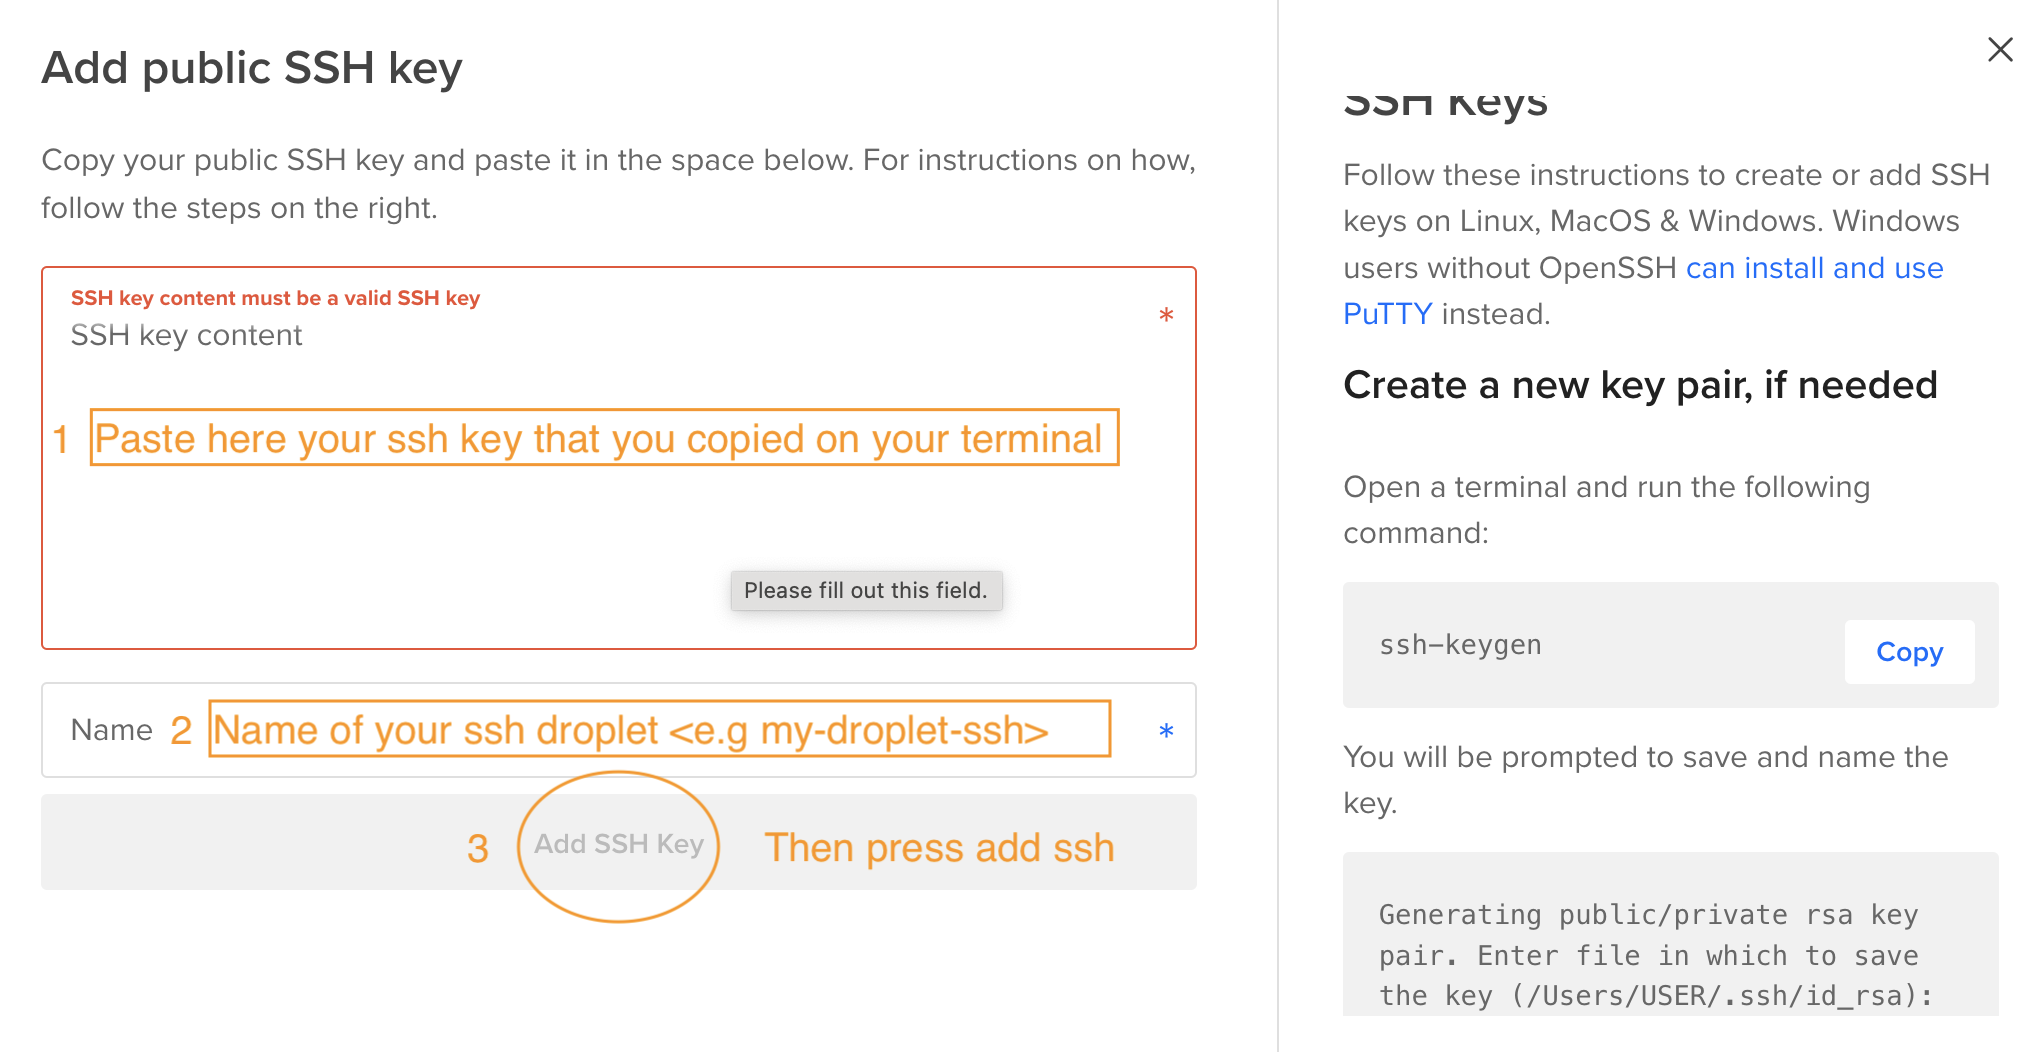 Add public SSH key
Copy your public SSH key and paste it in the space below. For instructions on how,
follow the steps on the right.
SSH key content must be a valid SSH key
SSH key content
*
1 Paste here your ssh key that you copied on your terminal
Please fill out this field.
Name 2 Name of your ssh droplet <e.g my-droplet-ssh> *
3 Add SSH Key Then press add ssh
SSH Keys
Follow these instructions to create or add SSH
keys on Linux, MacOS & Windows. Windows
users without OpenSSH can install and use
PuTTY instead.
Create a new key pair, if needed
Open a terminal and run the following
command:
ssh-keygen
Copy
You will be prompted to save and name the
key.
Generating public/private rsa key
pair. Enter file in which to save
the key (/Users/USER/.ssh/id_rsa):